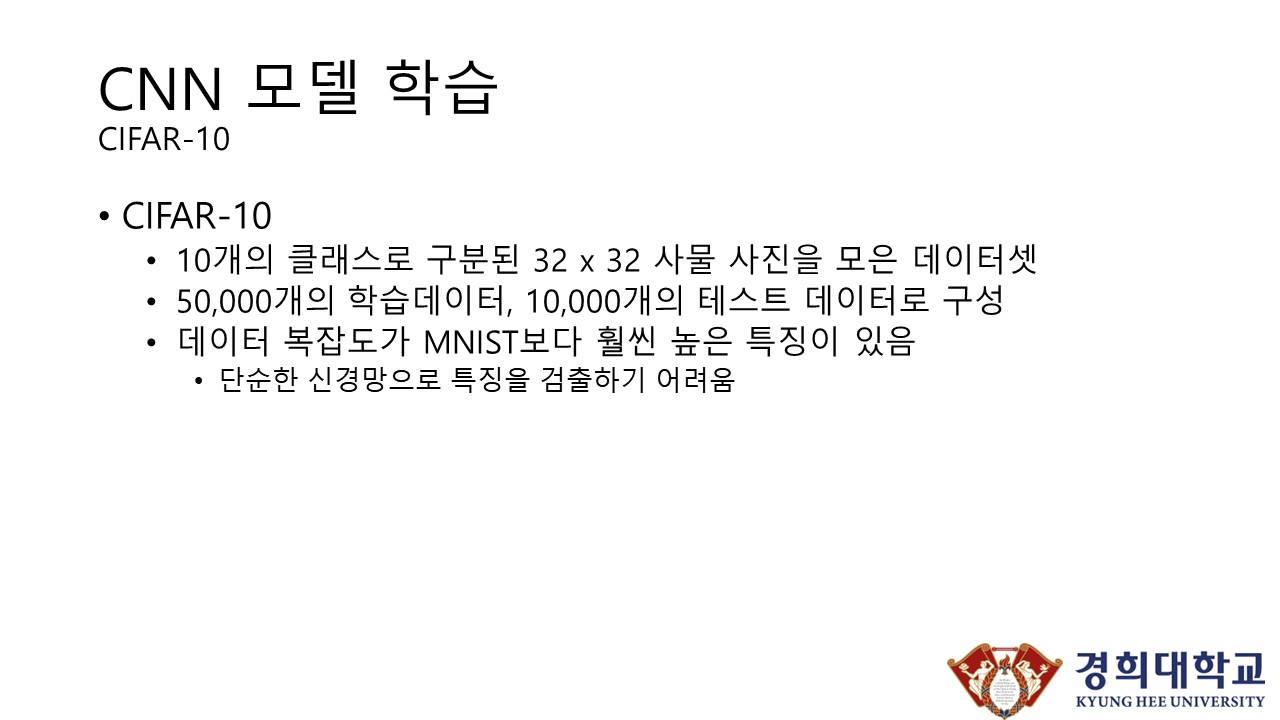 CNN 모델 학습
CIFAR-10
• CIFAR-10
• 10개의 클래스로 구분된 32 x 32 사물 사진을 모은 데이터셋
• 50,000개의 학습데이터, 10,000개의 테스트 데이터로 구성
• 데이터 복잡도가 MNIST보다 훨씬 높은 특징이 있음
• 단순한 신경망으로 특징을 검출하기 어려움
경희대학교
KYUNG HEE UNIVERSITY